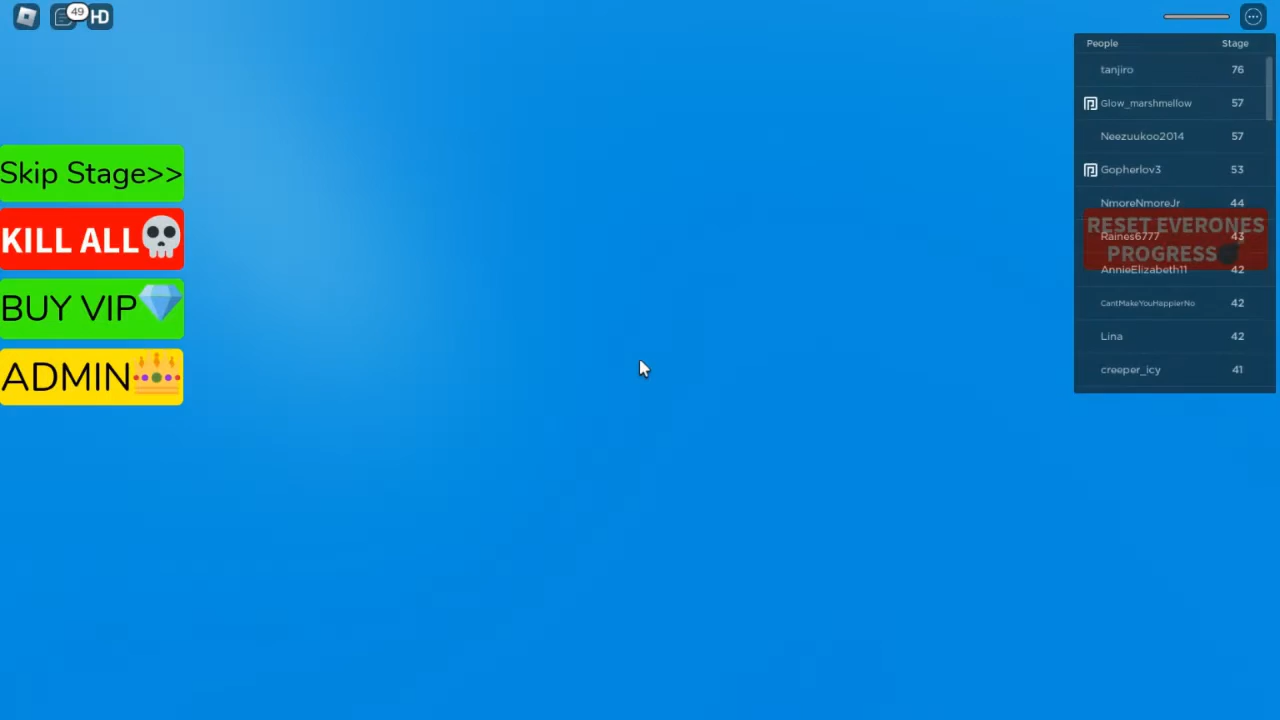 49
HD
People Stage
tanjiro 76
Glow_marshmellow 57
Neezuukoo2014 57
Gopherlov3 53
NmoreNmoreJr 44
RESET EVERONES
Raines6777 43
PROGRESS
AnnieElizabeth11 42
CantMakeYouHappierNo 42
Lina 42
creeper_icy 41
Skip Stage>>
KILL ALL
BUY VIP
ADMIN